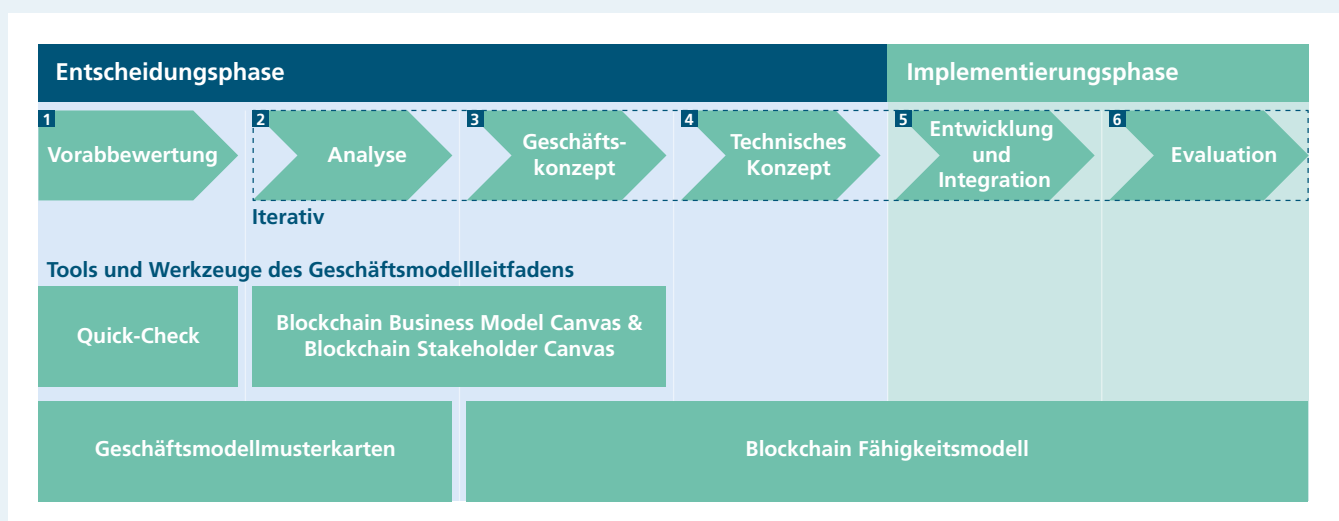 Entscheidungsphase
Implementierungsphase
1
Vorabbewertung
2
Analyse
3
Geschäfts-
konzept
4
Technisches
Konzept
5
Entwicklung
und
Integration
6
Evaluation
Iterativ
Tools und Werkzeuge des Geschäftsmodellleitfadens
Quick-Check
Blockchain Business Model Canvas &
Blockchain Stakeholder Canvas
Geschäftsmodellmusterkarten
Blockchain Fähigkeitsmodell